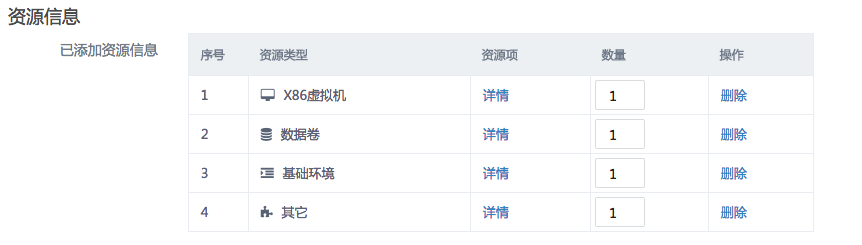 资源信息
已添加资源信息
序号 资源类型 资源项 数量 操作
1 X86虚拟机 详情 1 删除
2 数据卷 详情 1 删除
3 基础环境 详情 1 删除
4 其它 详情 1 删除